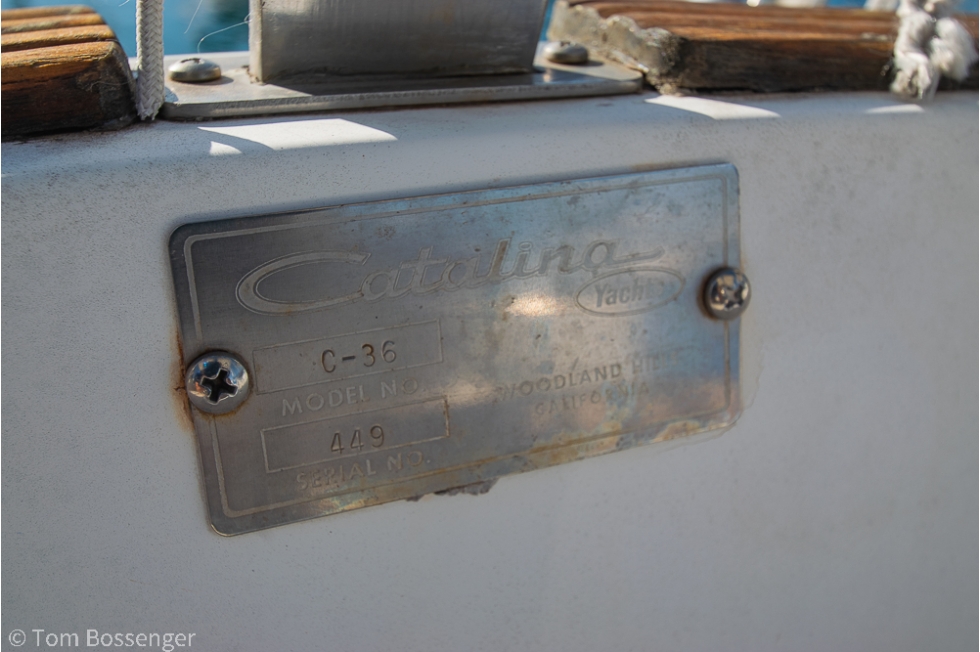 Catalina
Yachts
C-36
MODEL NO.
449
SERIAL NO.
WOODLAND HILLS
CALIFORNIA
© Tom Bossenger